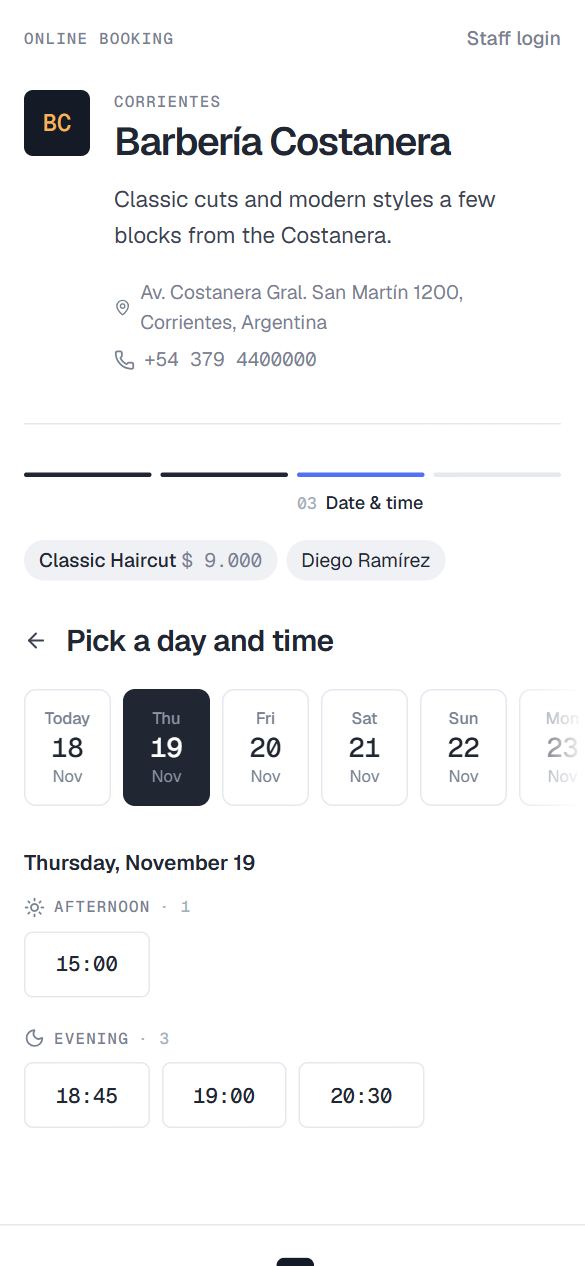 ONLINE BOOKING
Staff login
BC
CORRIENTES
Barbería Costanera
Classic cuts and modern styles a few
blocks from the Costanera.
Av. Costanera Gral. San Martín 1200,
Corrientes, Argentina
+54 379 4400000
03 Date & time
Classic Haircut $ 9.000
Diego Ramírez
Pick a day and time
Today
18
Nov
Thu
19
Nov
Fri
20
Nov
Sat
21
Nov
Sun
22
Nov
Mon
23
Nov
Thursday, November 19
AFTERNOON · 1
15:00
EVENING · 3
18:45
19:00
20:30